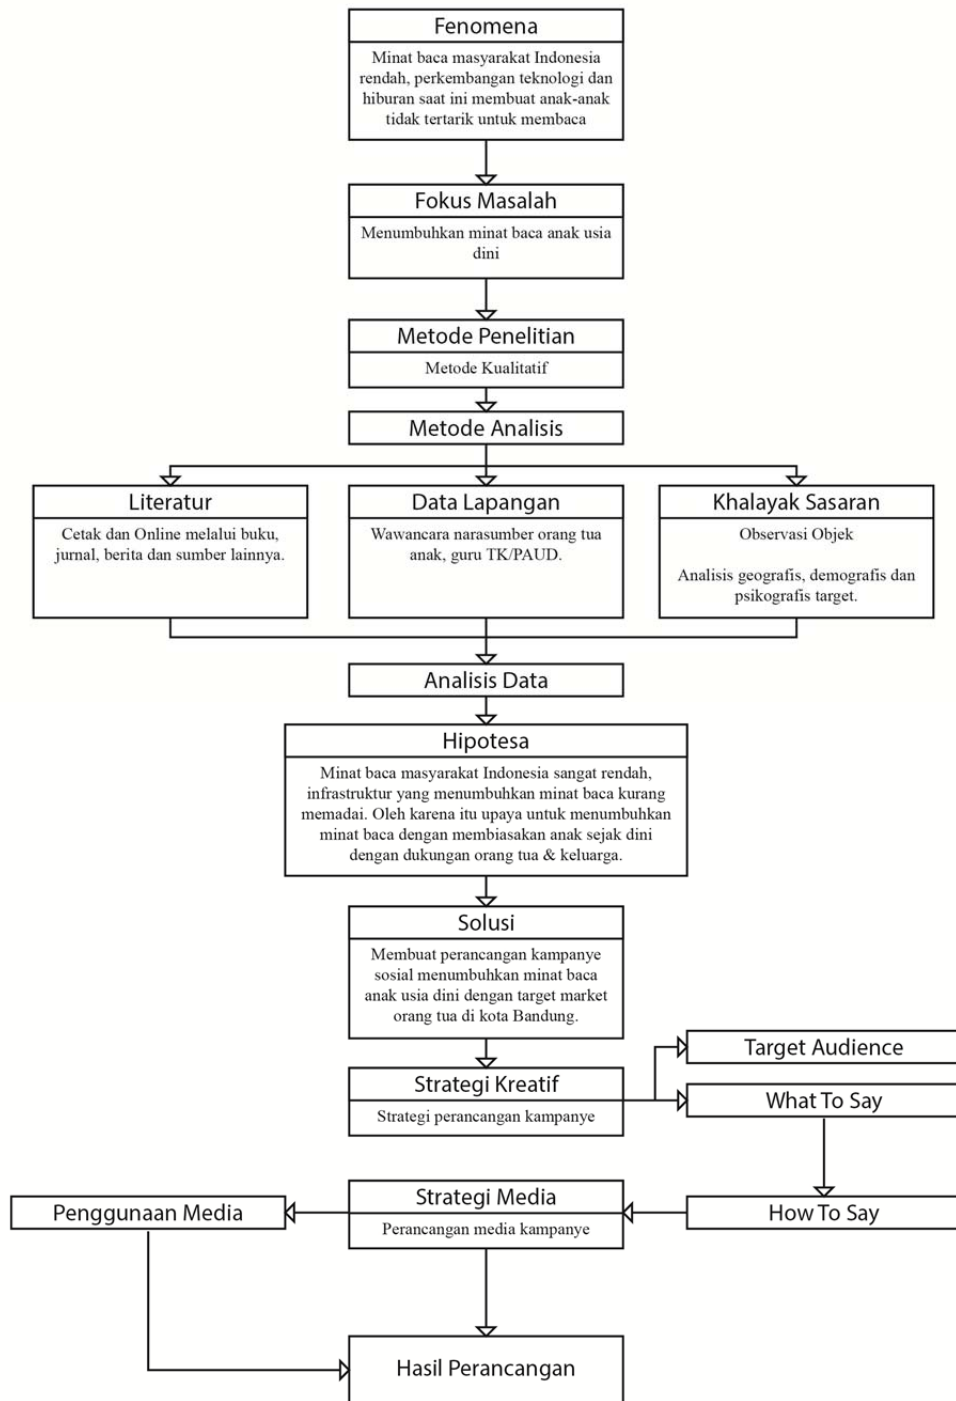 Fenomena
Minat baca masyarakat Indonesia
rendah, perkembangan teknologi dan
hiburan saat ini membuat anak-anak
tidak tertarik untuk membaca
Fokus Masalah
Menumbuhkan minat baca anak usia
dini
Metode Penelitian
Metode Kualitatif
Metode Analisis
Literatur
Cetak dan Online melalui buku,
jurnal, berita dan sumber lainnya.
Data Lapangan
Wawancara narasumber orang tua
anak, guru TK/PAUD.
Khalayak Sasaran
Observasi Objek
Analisis geografis, demografis dan
psikografis target.
Analisis Data
Hipotesa
Minat baca masyarakat Indonesia sangat rendah,
infrastruktur yang menumbuhkan minat baca kurang
memadai. Oleh karena itu upaya untuk menumbuhkan
minat baca dengan membiasakan anak sejak dini
dengan dukungan orang tua & keluarga.
Solusi
Membuat perancangan kampanye
sosial menumbuhkan minat baca
anak usia dini dengan target market
orang tua di kota Bandung.
Strategi Kreatif
Strategi perancangan kampanye
Target Audience
What To Say
How To Say
Strategi Media
Perancangan media kampanye
Penggunaan Media
Hasil Perancangan